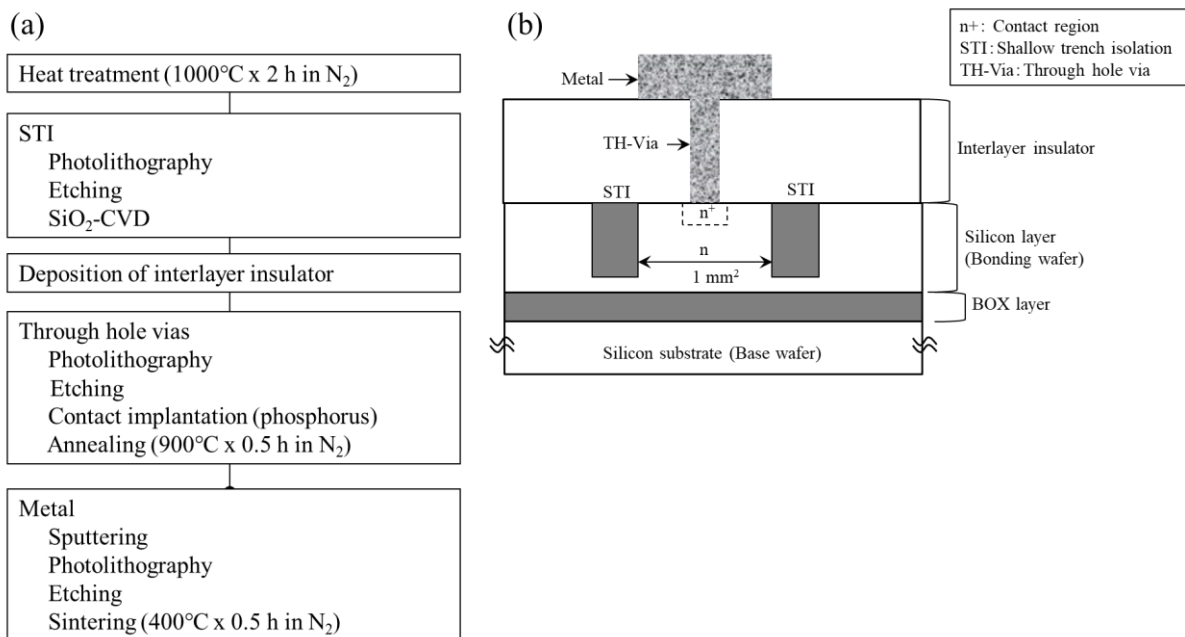 (a)
Heat treatment (1000°C x 2 h in N₂)
STI
Photolithography
Etching
SiO₂-CVD
Deposition of interlayer insulator
Through hole vias
Photolithography
Etching
Contact implantation (phosphorus)
Annealing (900°C x 0.5 h in N₂)
Metal
Sputtering
Photolithography
Etching
Sintering (400°C x 0.5 h in N₂)
(b)
n+: Contact region
STI: Shallow trench isolation
TH-Via: Through hole via
Metal
TH-Via
Interlayer insulator
STI
STI
n⁺
n
1 mm²
Silicon layer
(Bonding wafer)
BOX layer
Silicon substrate (Base wafer)